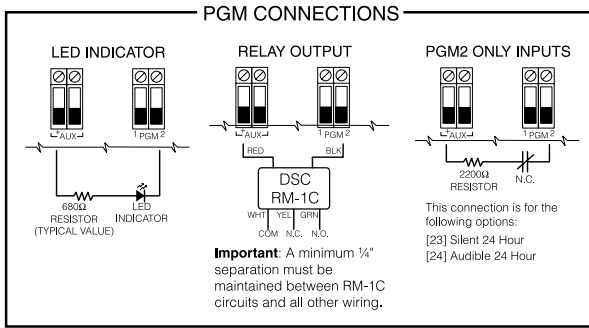 PGM CONNECTIONS
LED INDICATOR
+AUX-
1 PGM 2
680Ω
RESISTOR
(TYPICAL VALUE)
LED
INDICATOR
RELAY OUTPUT
+AUX-
1 PGM 2
RED
BLK
DSC
RM-1C
WHT YEL GRN
COM N.C. N.O.
Important: A minimum ¼"
separation must be
maintained between RM-1C
circuits and all other wiring.
PGM2 ONLY INPUTS
+AUX-
1 PGM 2
2200Ω
RESISTOR
N.C.
This connection is for the
following options:
[23] Silent 24 Hour
[24] Audible 24 Hour